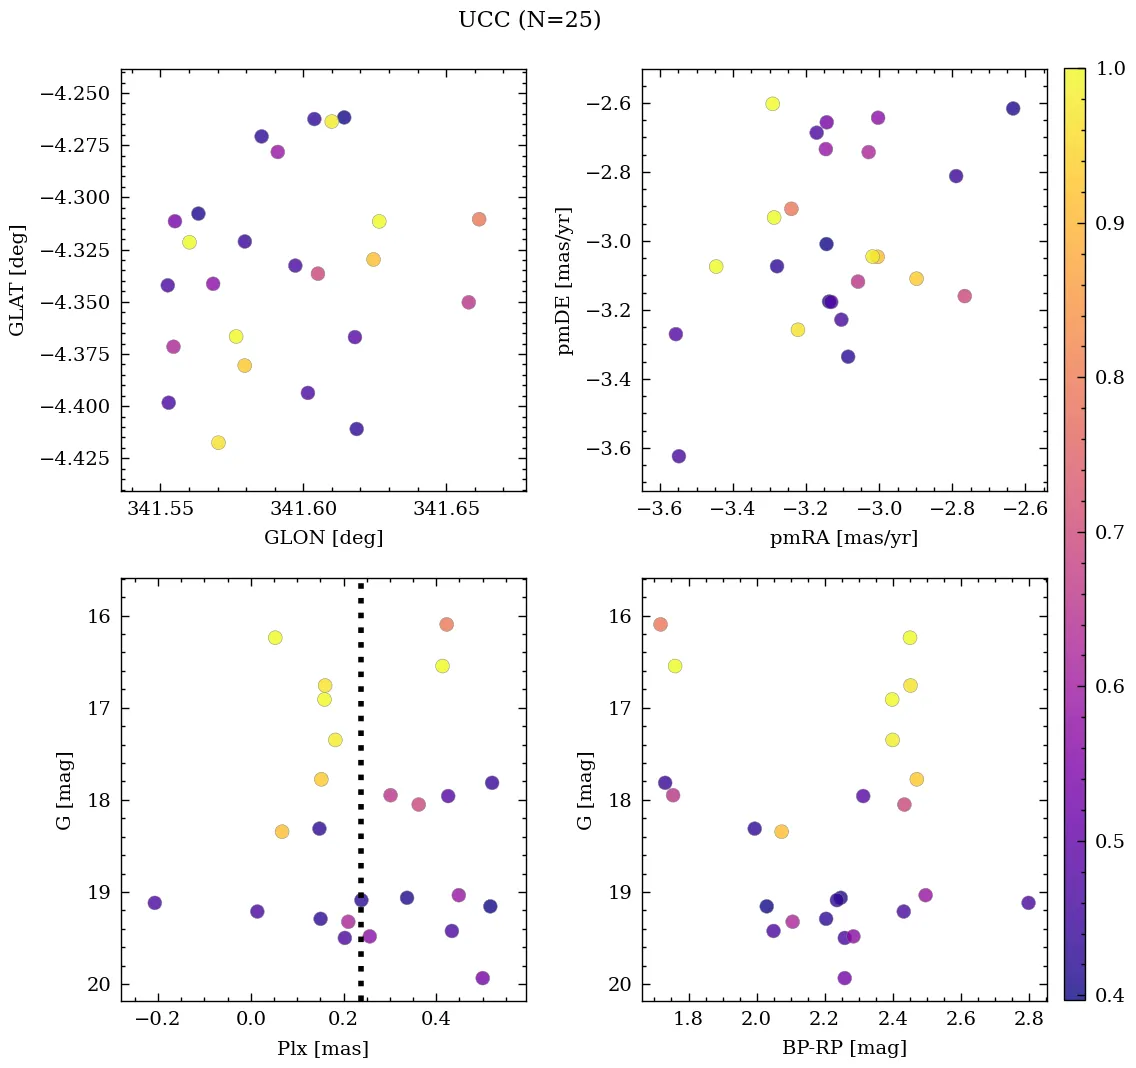 UCC (N=25)
−4.250
−4.275
−4.300
−4.325
−4.350
−4.375
−4.400
−4.425
GLAT [deg]
341.55 341.60 341.65
GLON [deg]
−2.6
−2.8
−3.0
−3.2
−3.4
−3.6
pmDE [mas/yr]
−3.6 −3.4 −3.2 −3.0 −2.8 −2.6
pmRA [mas/yr]
16
17
18
19
20
G [mag]
−0.2 0.0 0.2 0.4
Plx [mas]
16
17
18
19
20
G [mag]
1.8 2.0 2.2 2.4 2.6 2.8
BP-RP [mag]
1.0
0.9
0.8
0.7
0.6
0.5
0.4